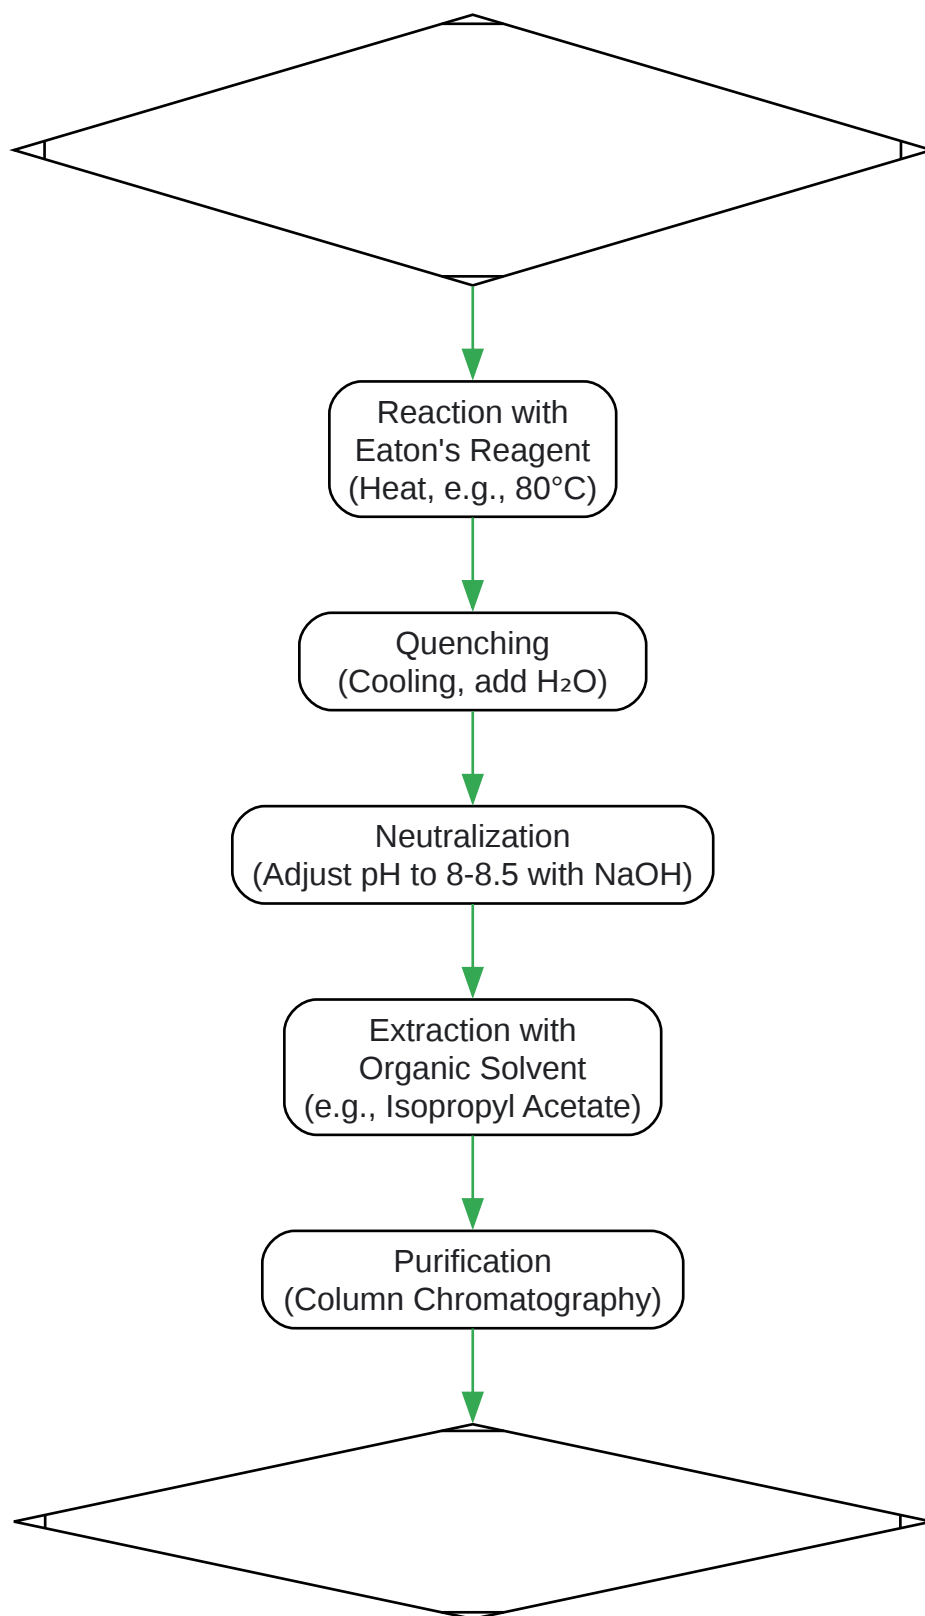 Reaction with
Eaton's Reagent
(Heat, e.g., 80°C)
Quenching
(Cooling, add H₂O)
Neutralization
(Adjust pH to 8-8.5 with NaOH)
Extraction with
Organic Solvent
(e.g., Isopropyl Acetate)
Purification
(Column Chromatography)